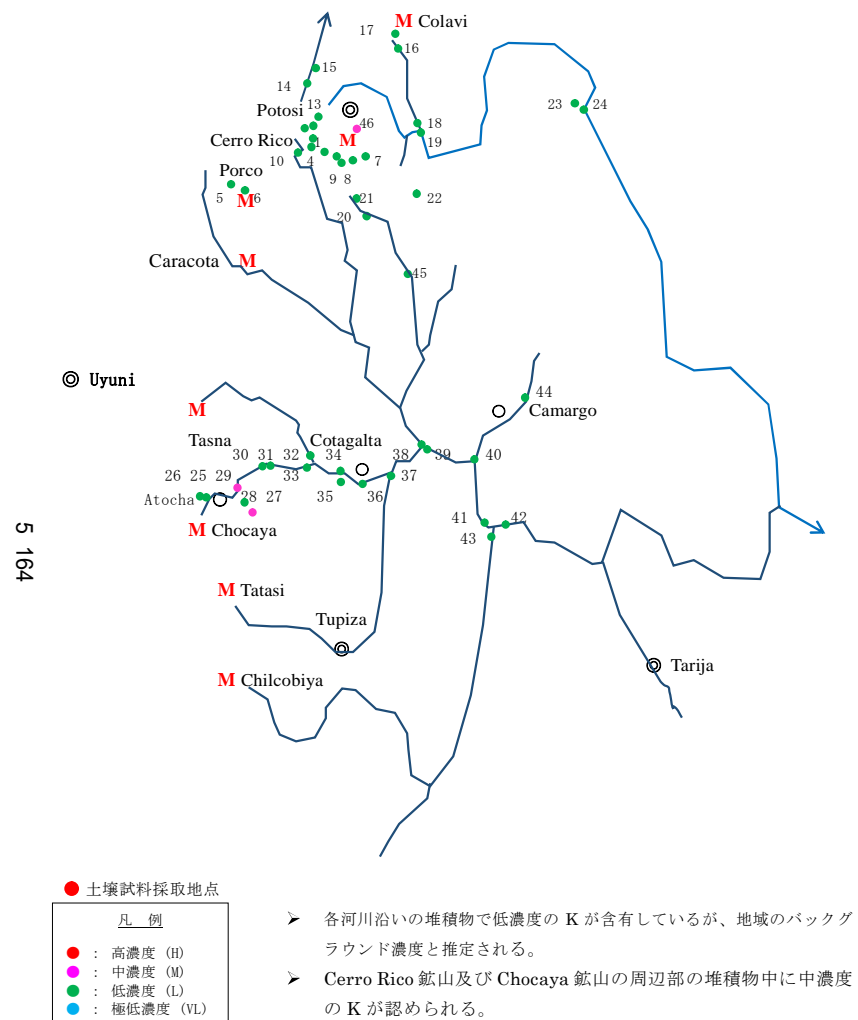 17 M Colavi
16
15
14
13
Potosi
46
18
23 24
Cerro Rico 1 M
19
10 4 7
Porco
9 8
5 6
M
21
22
20
Caracota M
45
Uyuni
M
44
Camargo
Tasna Cotagalta
30 31 32 34 38 39 40
26 25 29 33 37
Atocha 28 27 35 36
M Chocaya
41 42
43
5 164
M Tatasi
Tupiza
Tarija
M Chilcobiya
土壌試料採取地点
凡 例
： 高濃度 (H)
： 中濃度 (M)
： 低濃度 (L)
： 極低濃度 (VL)
➢ 各河川沿いの堆積物で低濃度の K が含有しているが、地域のバックグ
ラウンド濃度と推定される。
➢ Cerro Rico 鉱山及び Chocaya 鉱山の周辺部の堆積物中に中濃度
の K が認められる。